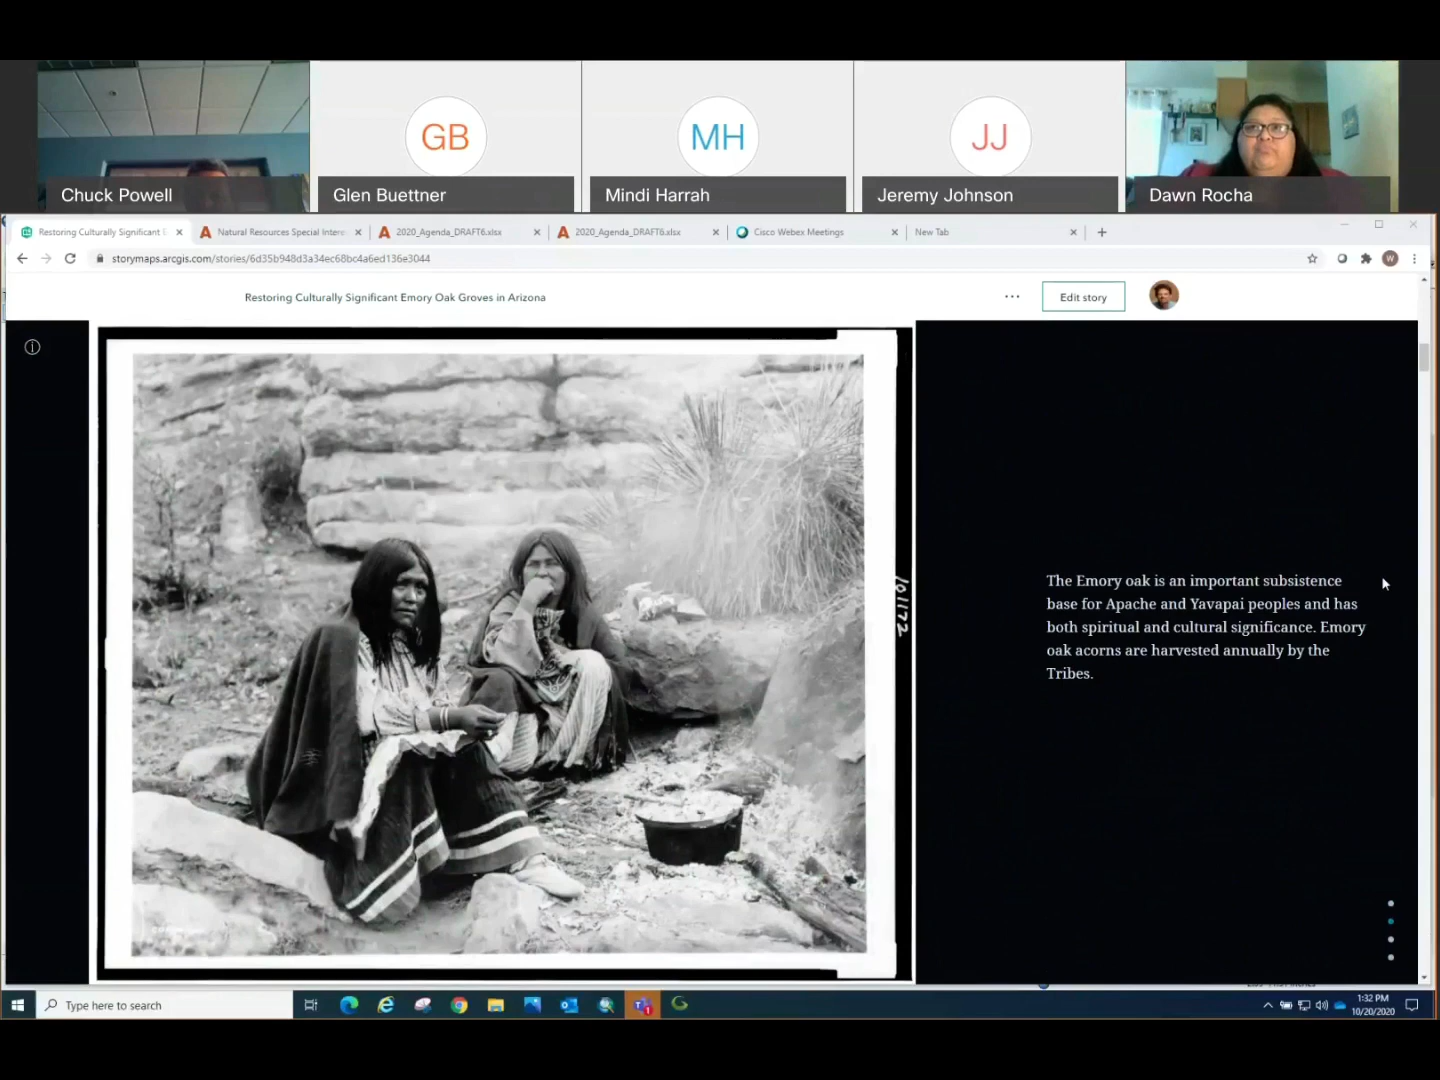 GB
MH
JJ
Chuck Powell
Glen Buettner
Mindi Harrah
Jeremy Johnson
Dawn Rocha
Restoring Culturally Significant
Natural Resources Special Intere
2020_Agenda_DRAFT6.xlsx
2020_Agenda_DRAFT6.xlsx
Cisco Webex Meetings
New Tab
storymaps.arcgis.com/stories/6d35b948d3a34ec68bc4a6ed136e3044
W
Restoring Culturally Significant Emory Oak Groves in Arizona
Edit story
101172
The Emory oak is an important subsistence
base for Apache and Yavapai peoples and has
both spiritual and cultural significance. Emory
oak acorns are harvested annually by the
Tribes.
Type here to search
1:32 PM
10/20/2020